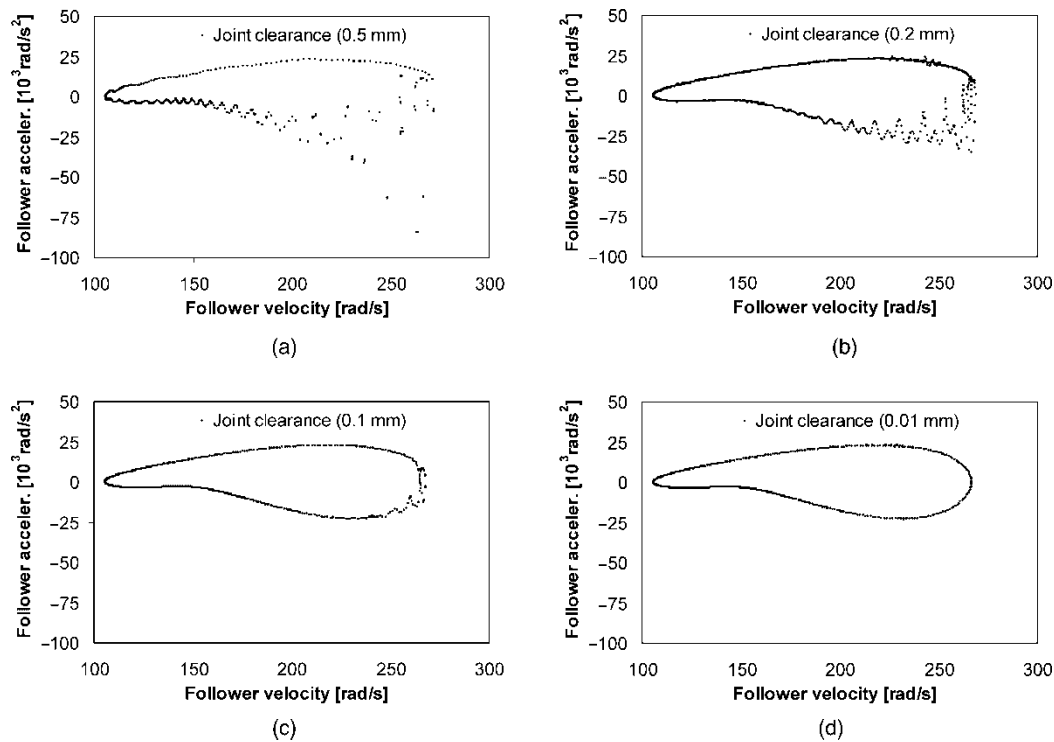 50
25
0
−25
−50
−75
−100
Follower acceler. [10³rad/s²]
Joint clearance (0.5 mm)
100 150 200 250 300
Follower velocity [rad/s]
(a)
50
25
0
−25
−50
−75
−100
Follower acceler. [10³rad/s²]
Joint clearance (0.2 mm)
100 150 200 250 300
Follower velocity [rad/s]
(b)
50
25
0
−25
−50
−75
−100
Follower acceler. [10³rad/s²]
Joint clearance (0.1 mm)
100 150 200 250 300
Follower velocity [rad/s]
(c)
50
25
0
−25
−50
−75
−100
Follower acceler. [10³rad/s²]
Joint clearance (0.01 mm)
100 150 200 250 300
Follower velocity [rad/s]
(d)